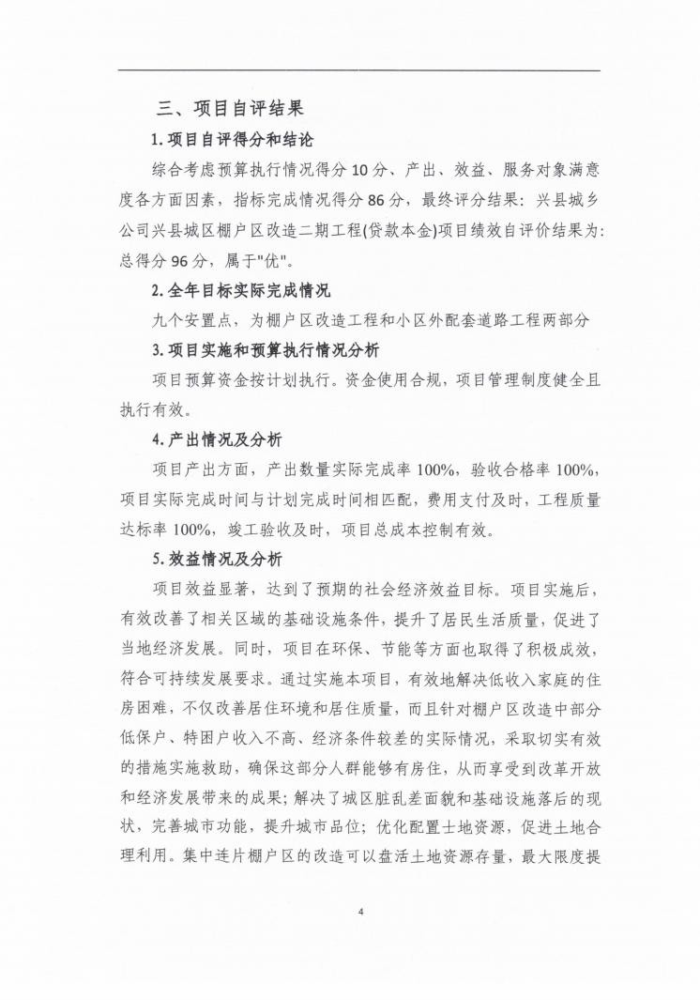 三、项目自评结果
1.项目自评得分和结论
综合考虑预算执行情况得分 10 分、产出、效益、服务对象满意
度各方面因素，指标完成情况得分 86 分，最终评分结果：兴县城乡
公司兴县城区棚户区改造二期工程(贷款本金)项目绩效自评价结果为:
总得分 96 分，属于"优"。
2.全年目标实际完成情况
九个安置点，为棚户区改造工程和小区外配套道路工程两部分
3.项目实施和预算执行情况分析
项目预算资金按计划执行。资金使用合规，项目管理制度健全且
执行有效。
4.产出情况及分析
项目产出方面，产出数量实际完成率 100%，验收合格率 100%，
项目实际完成时间与计划完成时间相匹配，费用支付及时，工程质量
达标率 100%，竣工验收及时，项目总成本控制有效。
5.效益情况及分析
项目效益显著，达到了预期的社会经济效益目标。项目实施后，
有效改善了相关区域的基础设施条件，提升了居民生活质量，促进了
当地经济发展。同时，项目在环保、节能等方面也取得了积极成效，
符合可持续发展要求。通过实施本项目，有效地解决低收入家庭的住
房困难，不仅改善居住环境和居住质量，而且针对棚户区改造中部分
低保户、特困户收入不高、经济条件较差的实际情况，采取切实有效
的措施实施救助，确保这部分人群能够有房住，从而享受到改革开放
和经济发展带来的成果；解决了城区脏乱差面貌和基础设施落后的现
状，完善城市功能，提升城市品位；优化配置士地资源，促进土地合
理利用。集中连片棚户区的改造可以盘活土地资源存量，最大限度提
4